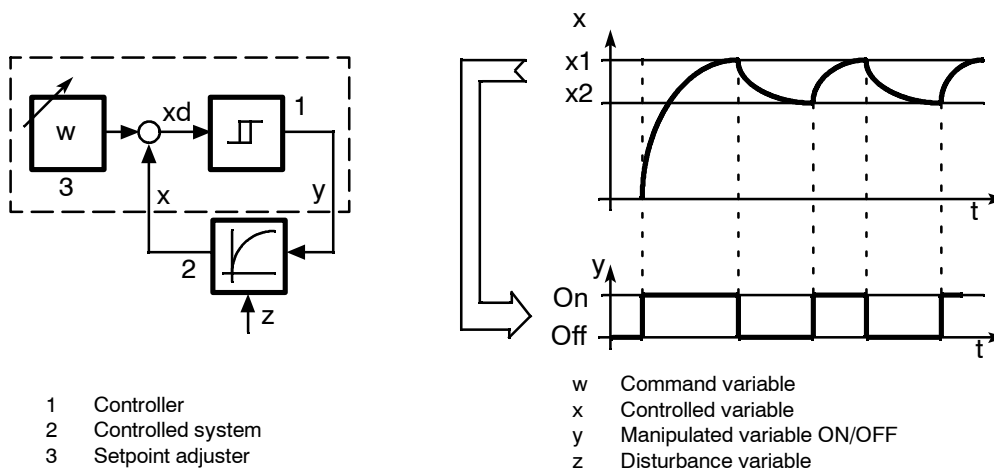 w
3
xd
1
x
y
2
z
x
x1
x2
t
y
On
Off
t
1 Controller
2 Controlled system
3 Setpoint adjuster
w Command variable
x Controlled variable
y Manipulated variable ON/OFF
z Disturbance variable